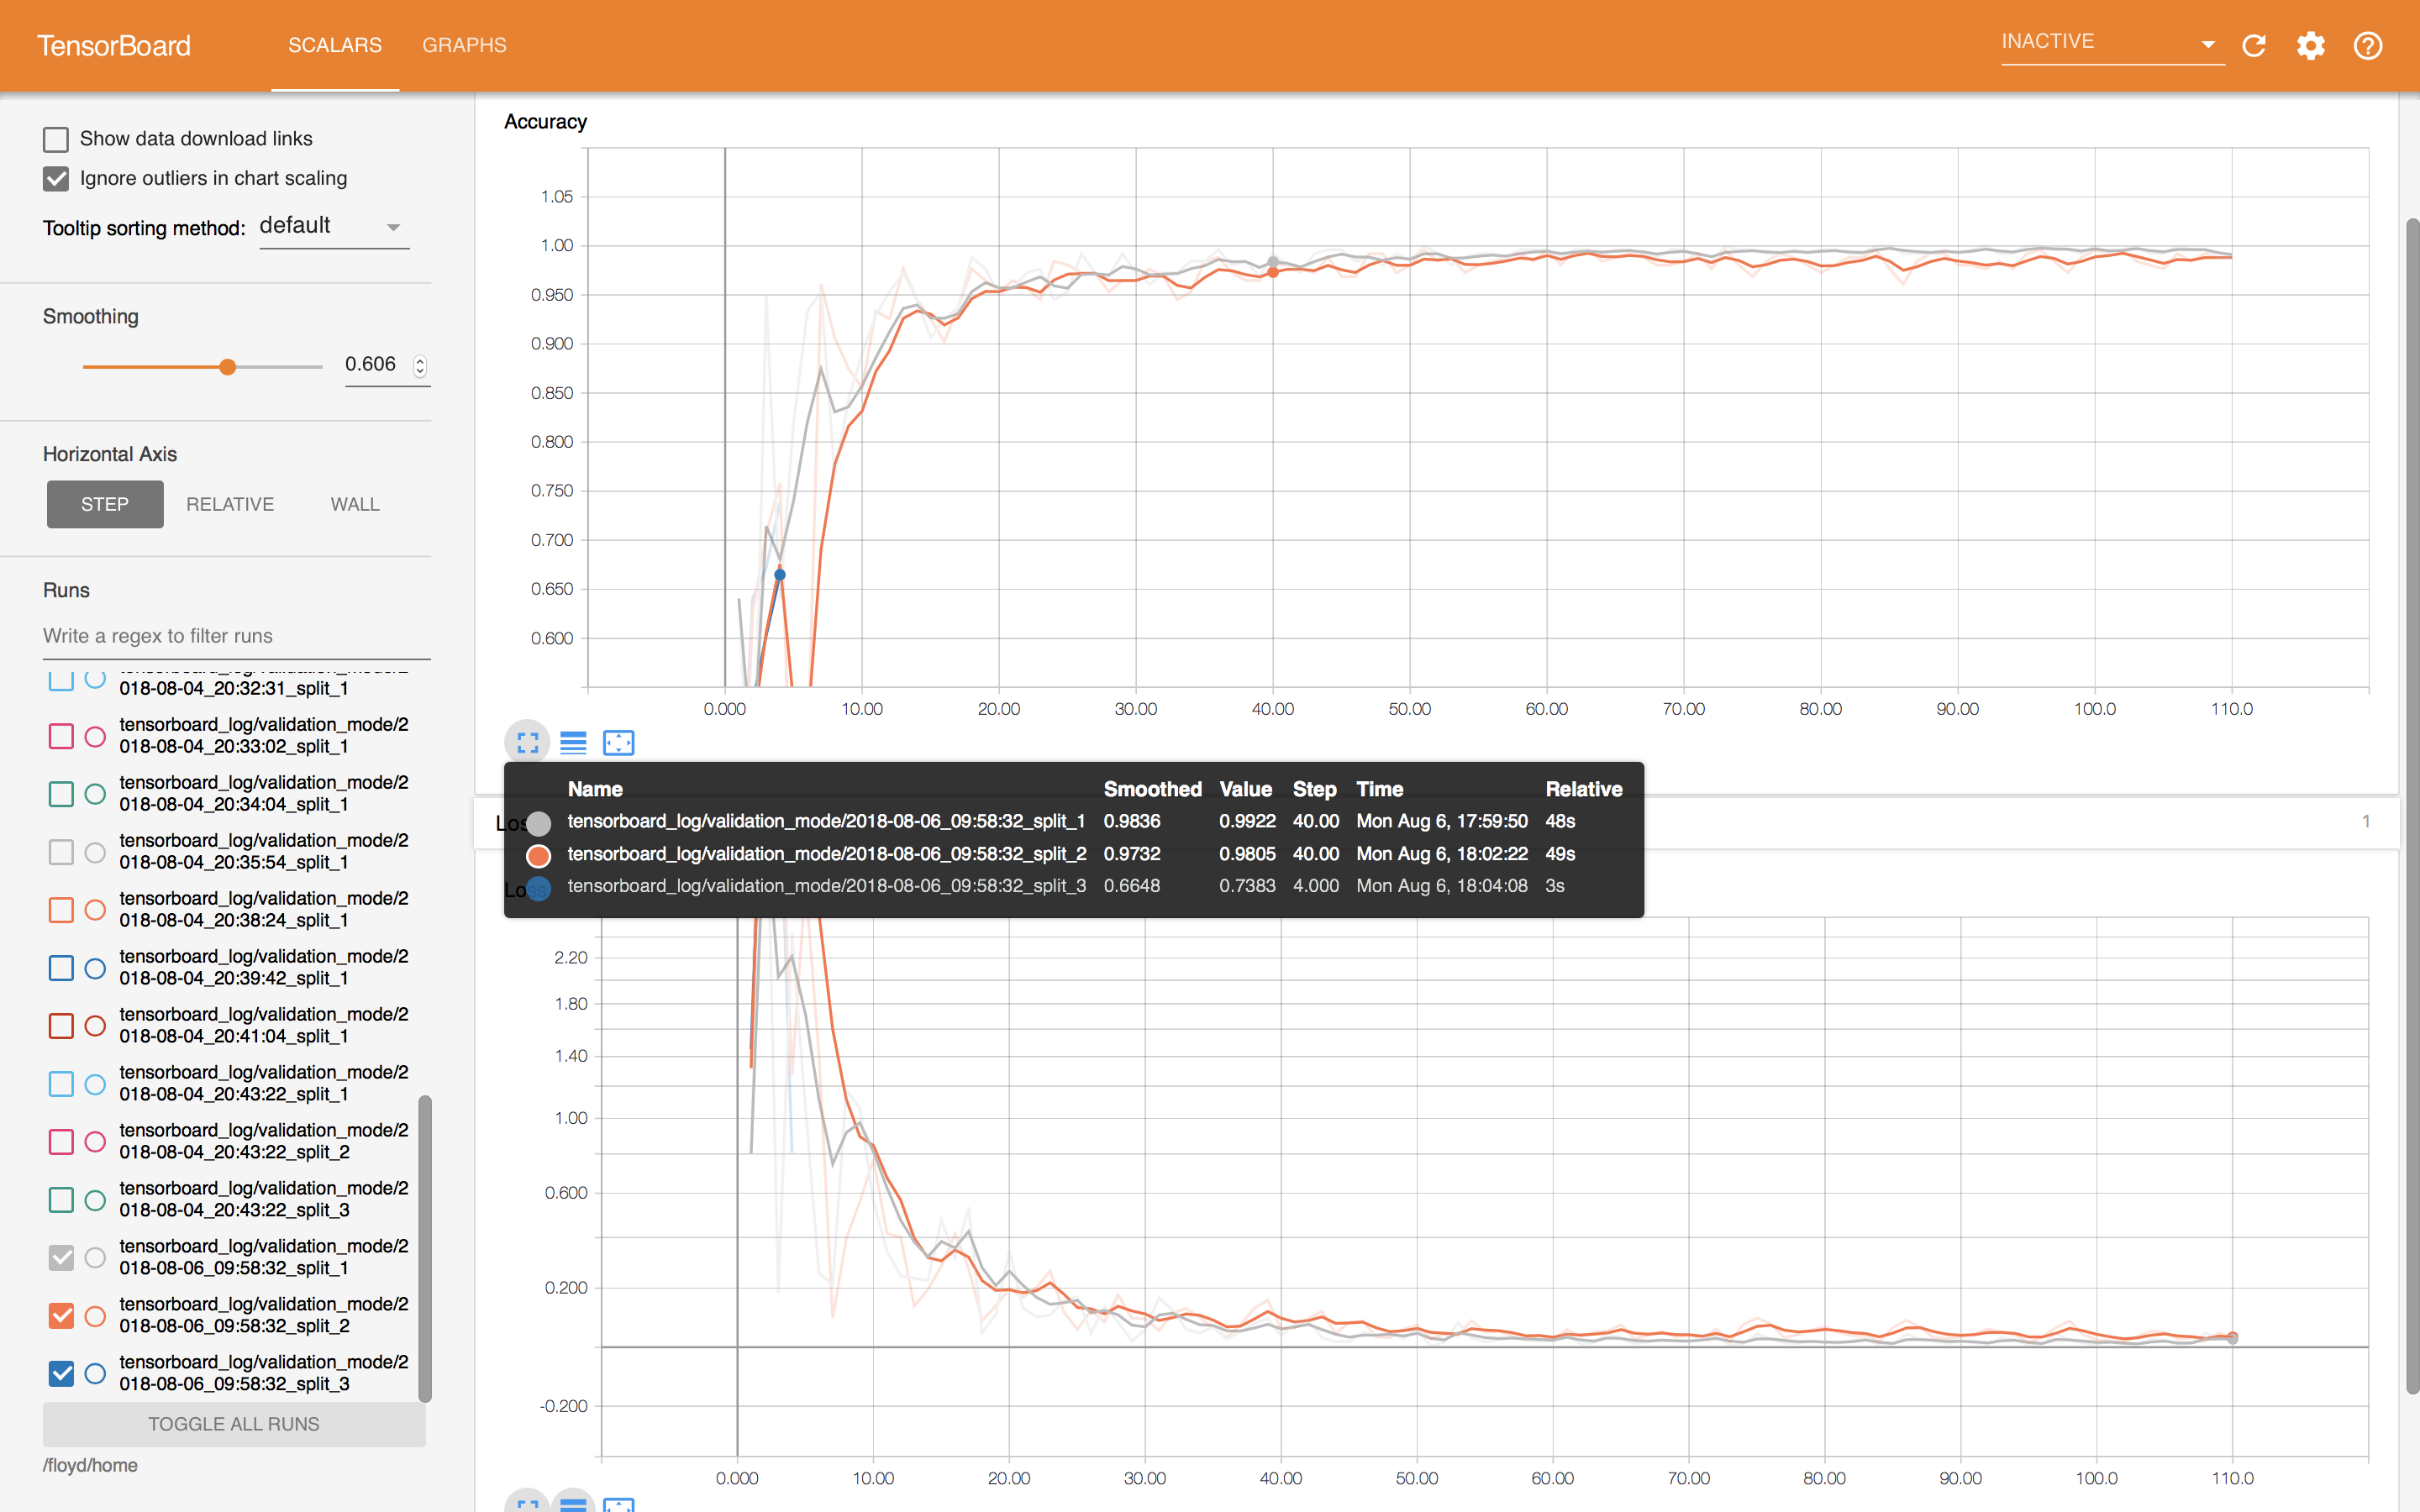 TensorBoard
SCALARS GRAPHS
INACTIVE
Show data download links
Ignore outliers in chart scaling
Tooltip sorting method: default
Smoothing
0.606
Horizontal Axis
STEP RELATIVE WALL
Runs
Write a regex to filter runs
018-08-04_20:32:31_split_1
tensorboard_log/validation_mode/2
018-08-04_20:33:02_split_1
tensorboard_log/validation_mode/2
018-08-04_20:34:04_split_1
tensorboard_log/validation_mode/2
018-08-04_20:35:54_split_1
tensorboard_log/validation_mode/2
018-08-04_20:38:24_split_1
tensorboard_log/validation_mode/2
018-08-04_20:39:42_split_1
tensorboard_log/validation_mode/2
018-08-04_20:41:04_split_1
tensorboard_log/validation_mode/2
018-08-04_20:43:22_split_1
tensorboard_log/validation_mode/2
018-08-04_20:43:22_split_2
tensorboard_log/validation_mode/2
018-08-04_20:43:22_split_3
tensorboard_log/validation_mode/2
018-08-06_09:58:32_split_1
tensorboard_log/validation_mode/2
018-08-06_09:58:32_split_2
tensorboard_log/validation_mode/2
018-08-06_09:58:32_split_3
TOGGLE ALL RUNS
/floyd/home
Accuracy
1.05
1.00
0.950
0.900
0.850
0.800
0.750
0.700
0.650
0.600
0.000 10.00 20.00 30.00 40.00 50.00 60.00 70.00 80.00 90.00 100.0 110.0
Name Smoothed Value Step Time Relative
tensorboard_log/validation_mode/2018-08-06_09:58:32_split_1 0.9836 0.9922 40.00 Mon Aug 6, 17:59:50 48s
tensorboard_log/validation_mode/2018-08-06_09:58:32_split_2 0.9732 0.9805 40.00 Mon Aug 6, 18:02:22 49s
tensorboard_log/validation_mode/2018-08-06_09:58:32_split_3 0.6648 0.7383 4.000 Mon Aug 6, 18:04:08 3s
1
Loss
2.20
1.80
1.40
1.00
0.600
0.200
-0.200
0.000 10.00 20.00 30.00 40.00 50.00 60.00 70.00 80.00 90.00 100.0 110.0